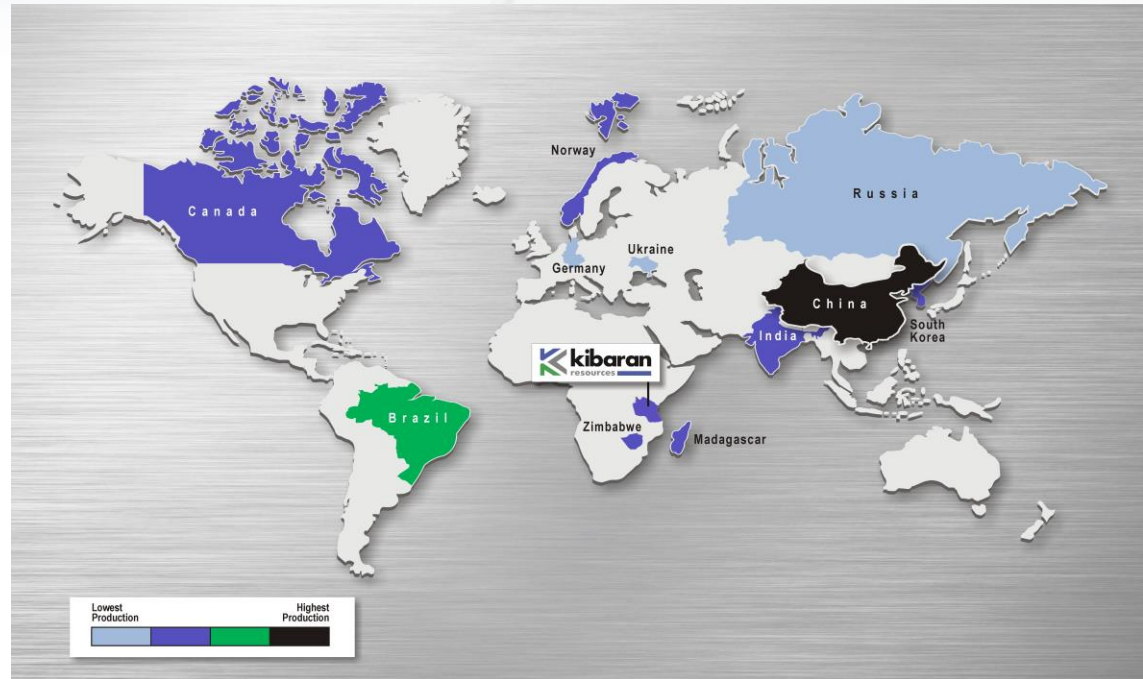 Norway
Russia
Canada
Ukraine
Germany
China
South
Korea
India
kibaran
resources
Brazil
Zimbabwe
Madagascar
Lowest
Production
Highest
Production